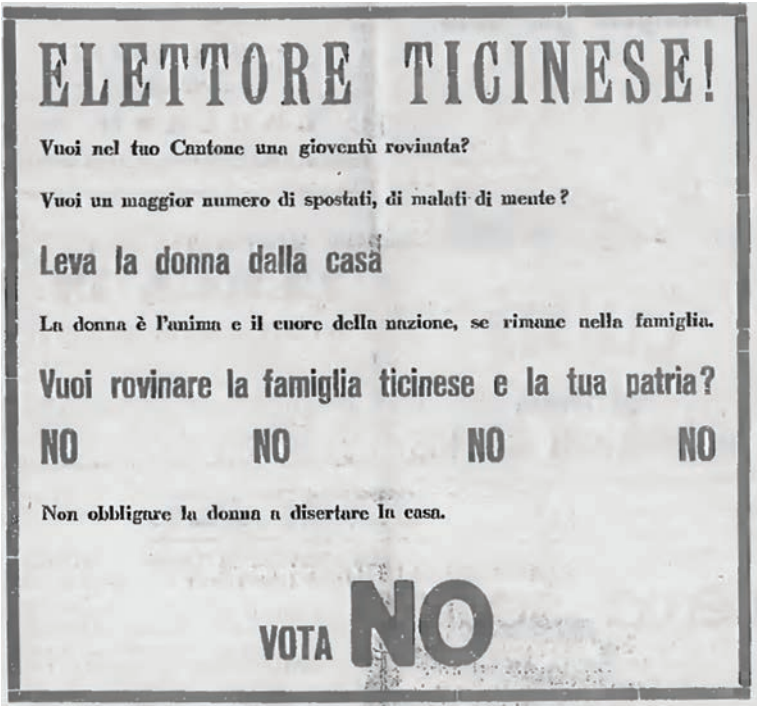 ELETTORE TICINESE!
Vuoi nel tuo Cantone una gioventù rovinata?
Vuoi un maggior numero di spostati, di malati di mente?
Leva la donna dalla casa
La donna è l'anima e il cuore della nazione, se rimane nella famiglia.
Vuoi rovinare la famiglia ticinese e la tua patria?
NO NO NO NO
Non obbligare la donna a disertare la casa.
VOTA NO